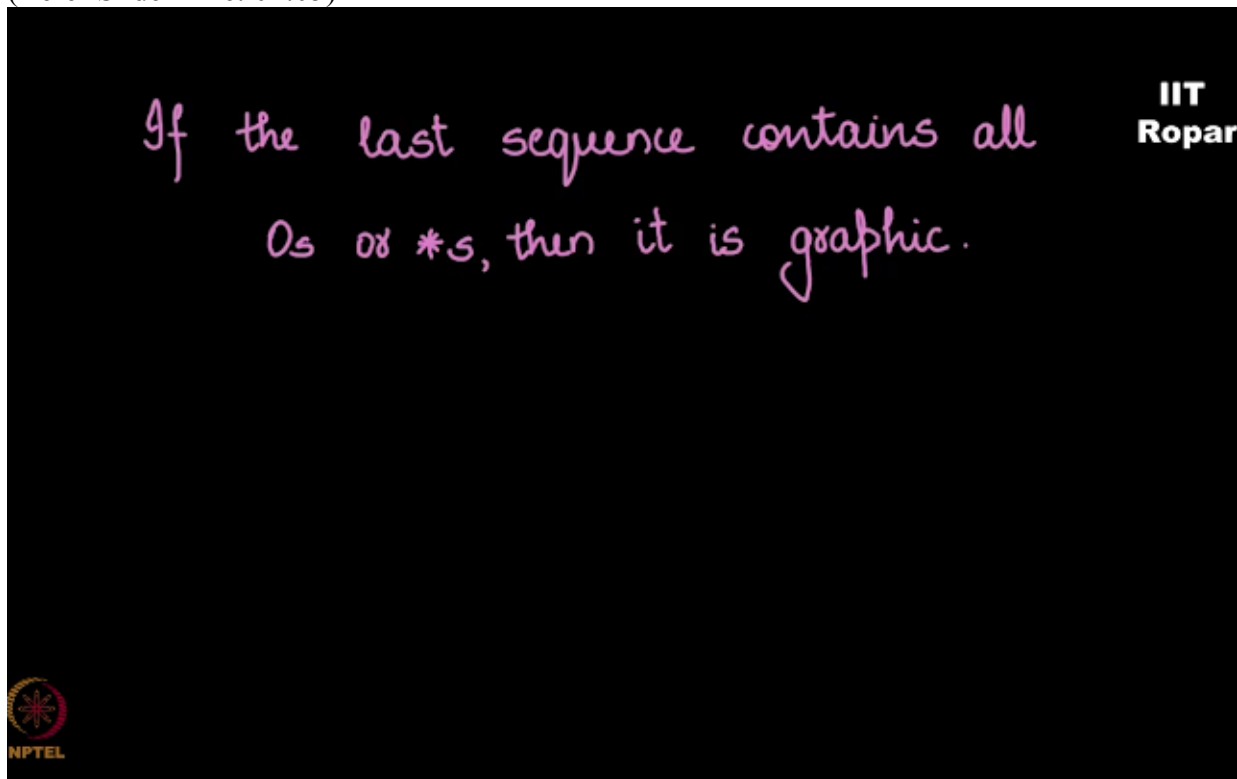 If the last sequence contains all
0s or *s, then it is graphic.
IIT
Ropar
NPTEL